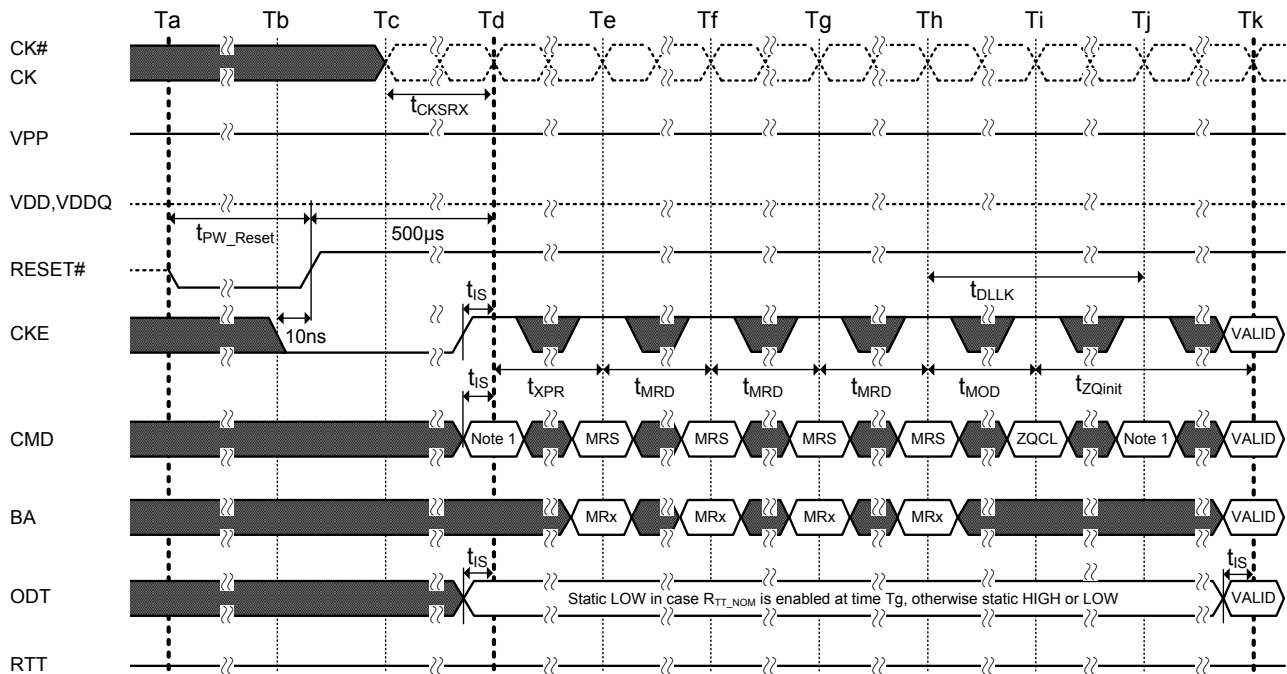 Ta Tb Tc Td Te Tf Tg Th Ti Tj Tk
CK#
CK
tCKSRX
VPP
VDD,VDDQ
tPW_Reset 500µs
RESET#
tIS tDLLK
CKE 10ns VALID
tIS tXPR tMRD tMRD tMRD tMOD tZQinit
CMD Note 1 MRS MRS MRS MRS ZQCL Note 1 VALID
BA MRx MRx MRx MRx VALID
tIS tIS
ODT Static LOW in case RTT_NOM is enabled at time Tg, otherwise static HIGH or LOW VALID
RTT